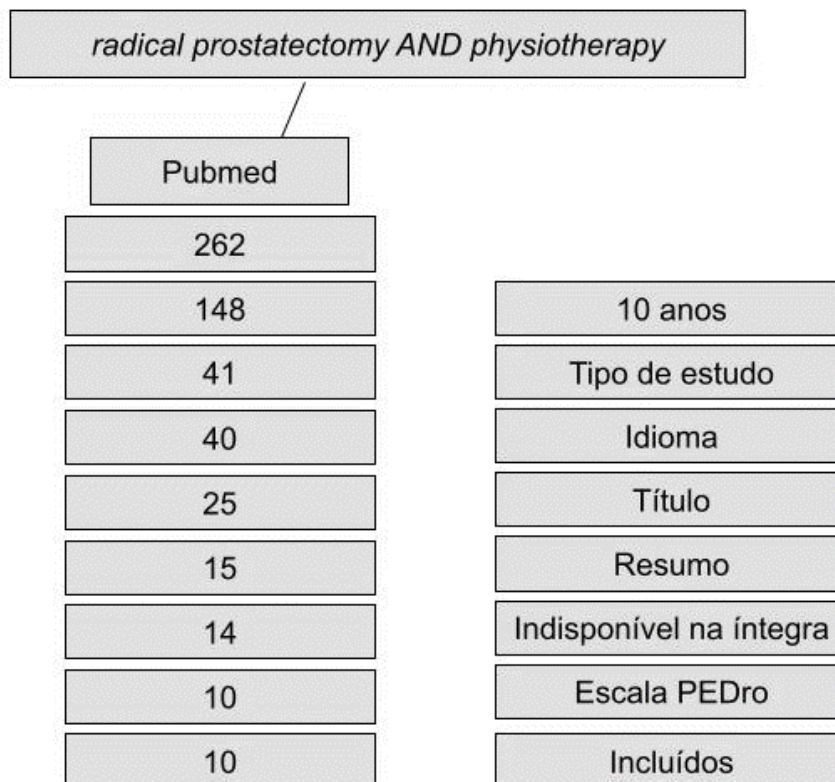 radical prostatectomy AND physiotherapy
Pubmed
262
148
10 anos
41
Tipo de estudo
40
Idioma
25
Título
15
Resumo
14
Indisponível na íntegra
10
Escala PEDro
10
Incluídos